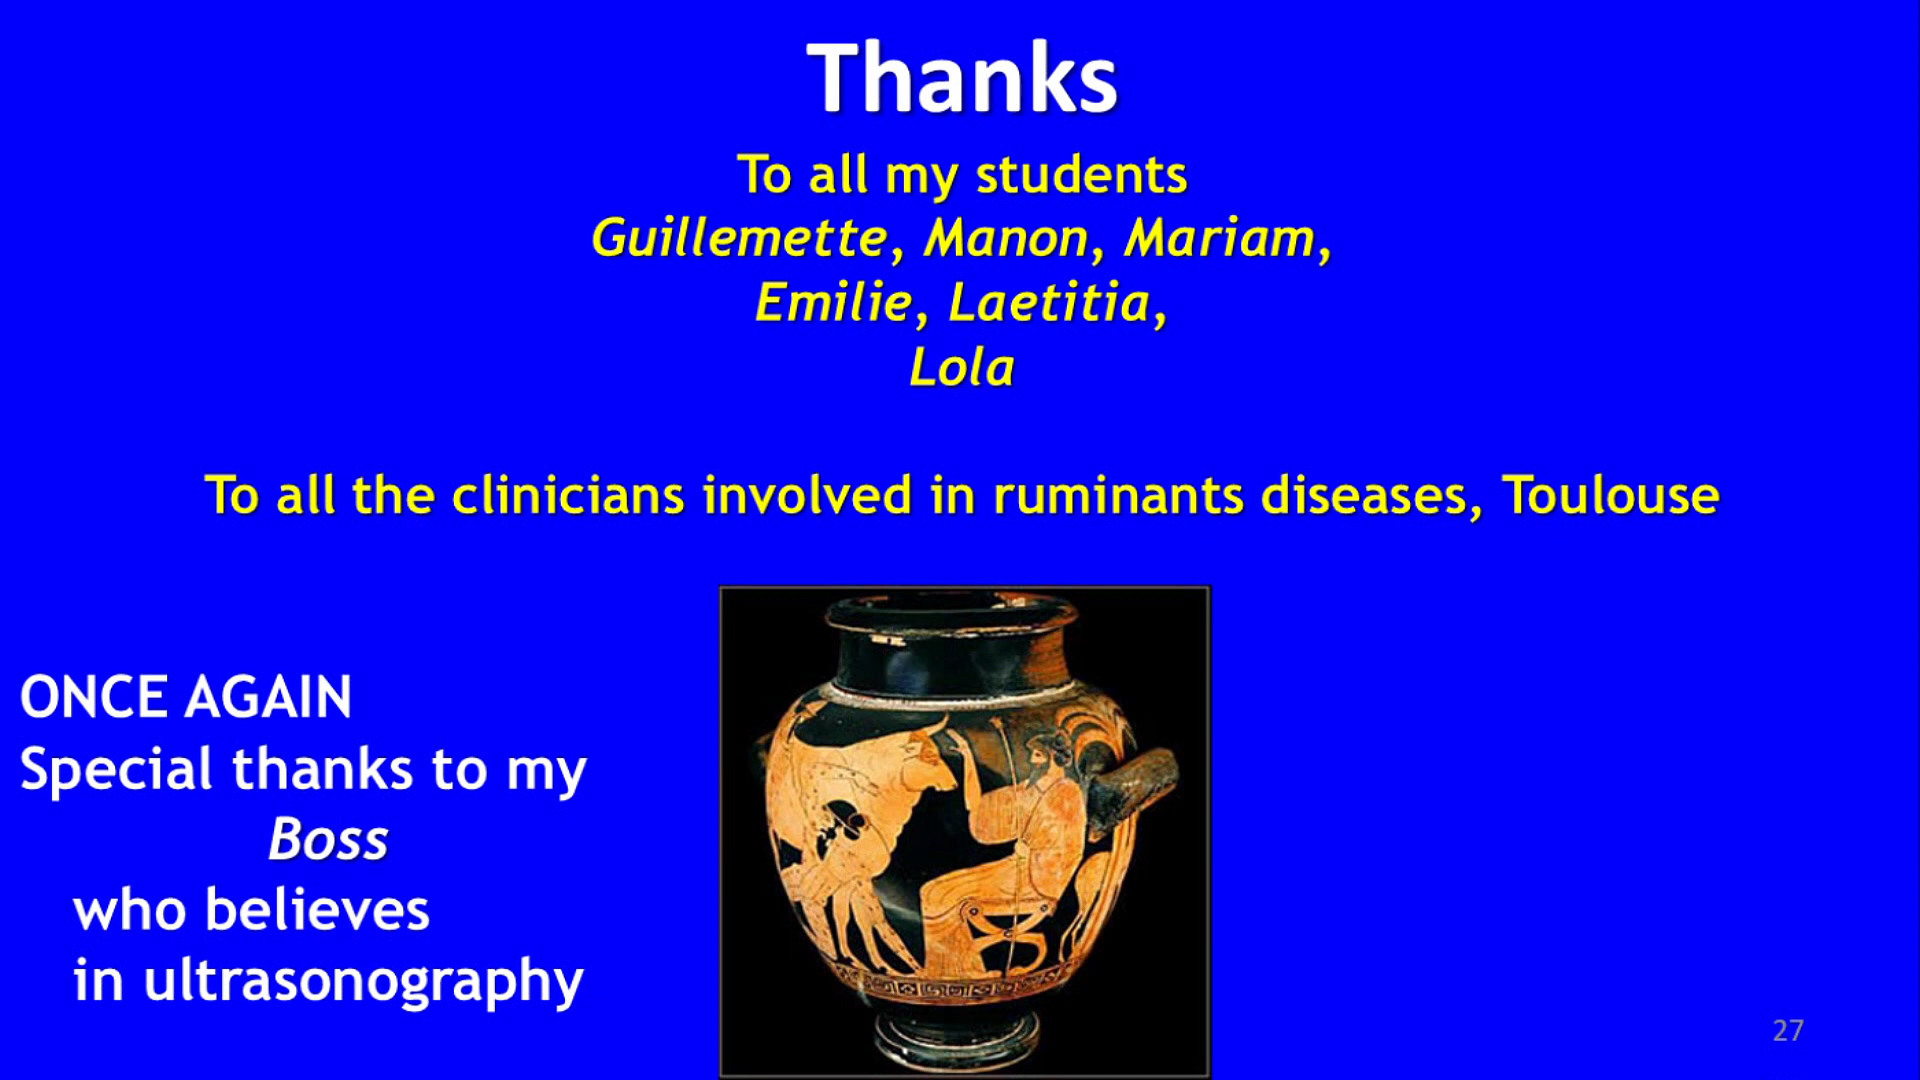 Thanks
To all my students
Guillemette, Manon, Mariam,
Emilie, Laetitia,
Lola
To all the clinicians involved in ruminants diseases, Toulouse
ONCE AGAIN
Special thanks to my
Boss
who believes
in ultrasonography
27